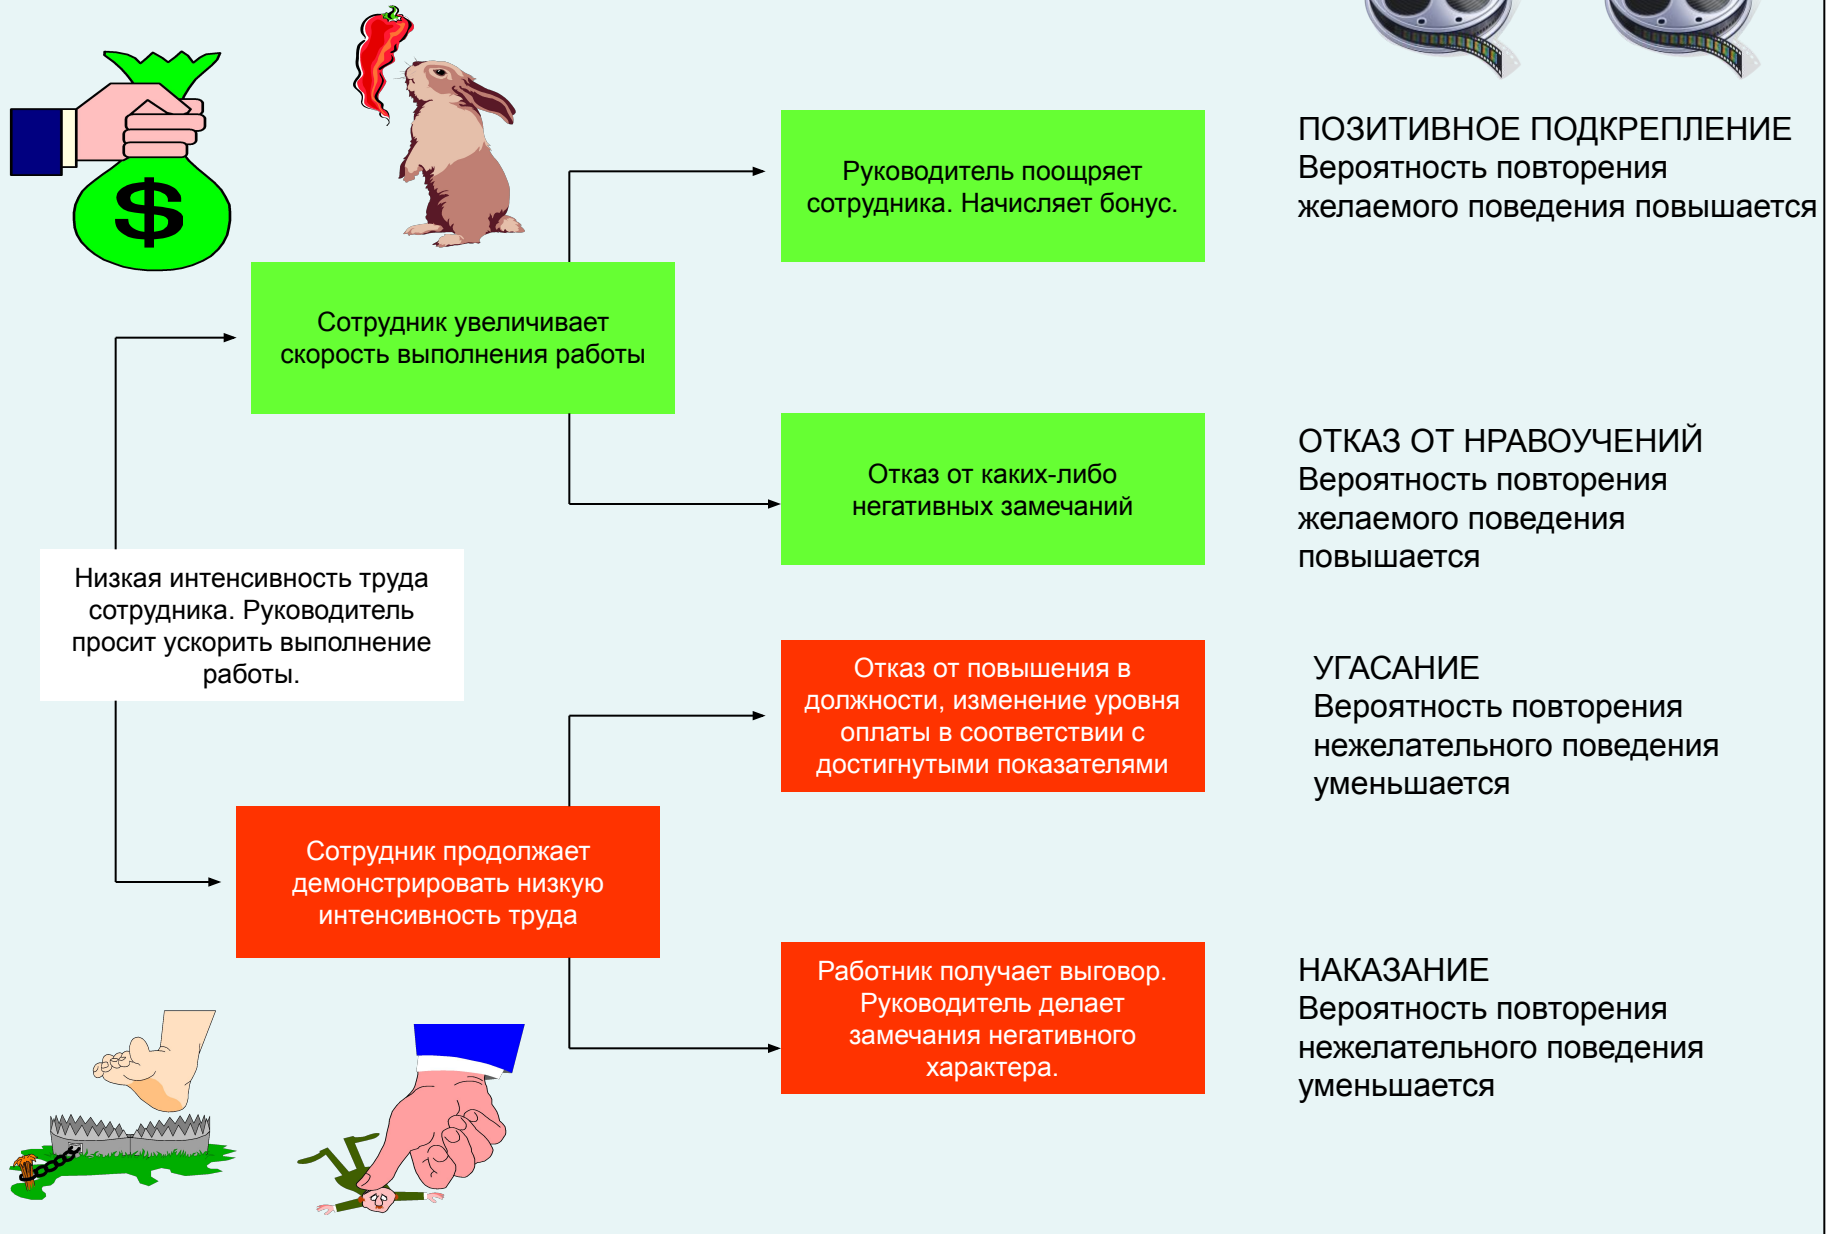 $
Руководитель поощряет
сотрудника. Начисляет бонус.
ПОЗИТИВНОЕ ПОДКРЕПЛЕНИЕ
Вероятность повторения
желаемого поведения повышается
Сотрудник увеличивает
скорость выполнения работы
Отказ от каких-либо
негативных замечаний
ОТКАЗ ОТ НРАВОУЧЕНИЙ
Вероятность повторения
желаемого поведения
повышается
Низкая интенсивность труда
сотрудника. Руководитель
просит ускорить выполнение
работы.
Отказ от повышения в
должности, изменение уровня
оплаты в соответствии с
достигнутыми показателями
УГАСАНИЕ
Вероятность повторения
нежелательного поведения
уменьшается
Сотрудник продолжает
демонстрировать низкую
интенсивность труда
Работник получает выговор.
Руководитель делает
замечания негативного
характера.
НАКАЗАНИЕ
Вероятность повторения
нежелательного поведения
уменьшается